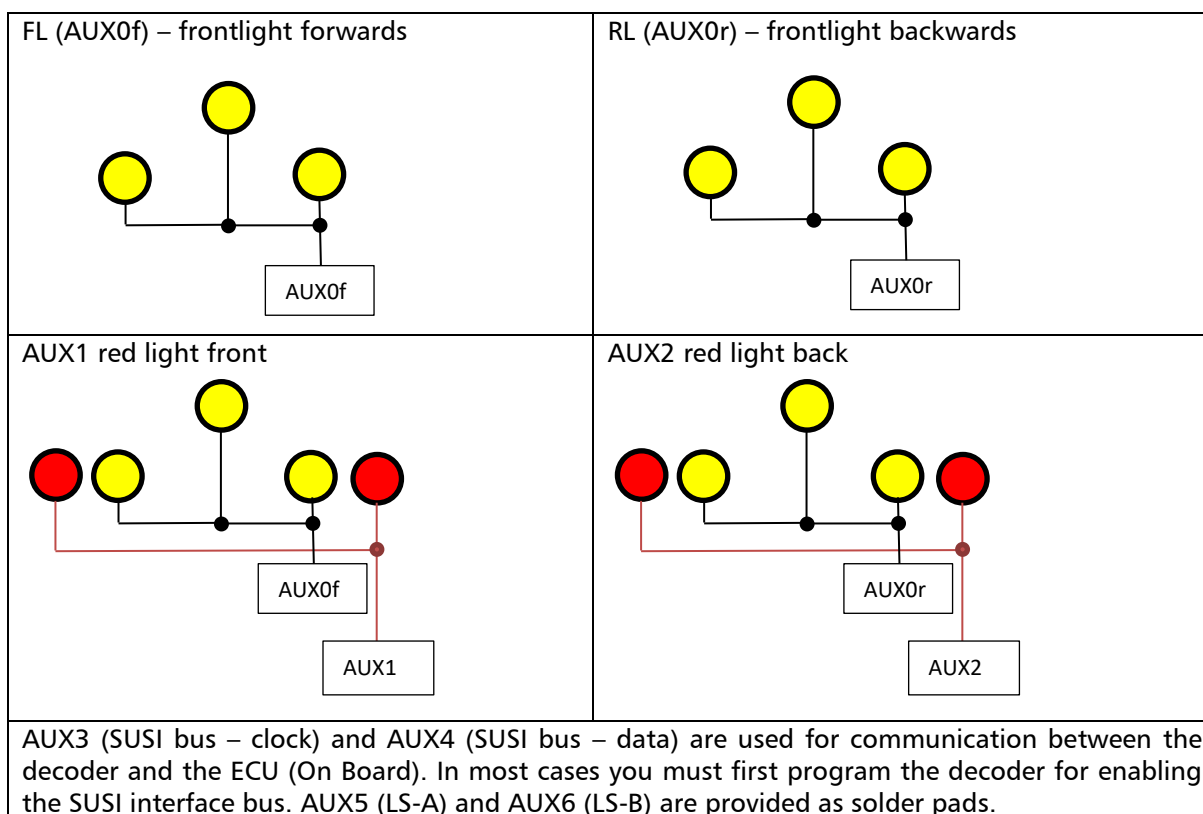 FL (AUX0f) – frontlight forwards
RL (AUX0r) – frontlight backwards
AUX0f
AUX0r
AUX1 red light front
AUX2 red light back
AUX0f
AUX0r
AUX1
AUX2
AUX3 (SUSI bus – clock) and AUX4 (SUSI bus – data) are used for communication between the
decoder and the ECU (On Board). In most cases you must first program the decoder for enabling
the SUSI interface bus. AUX5 (LS-A) and AUX6 (LS-B) are provided as solder pads.